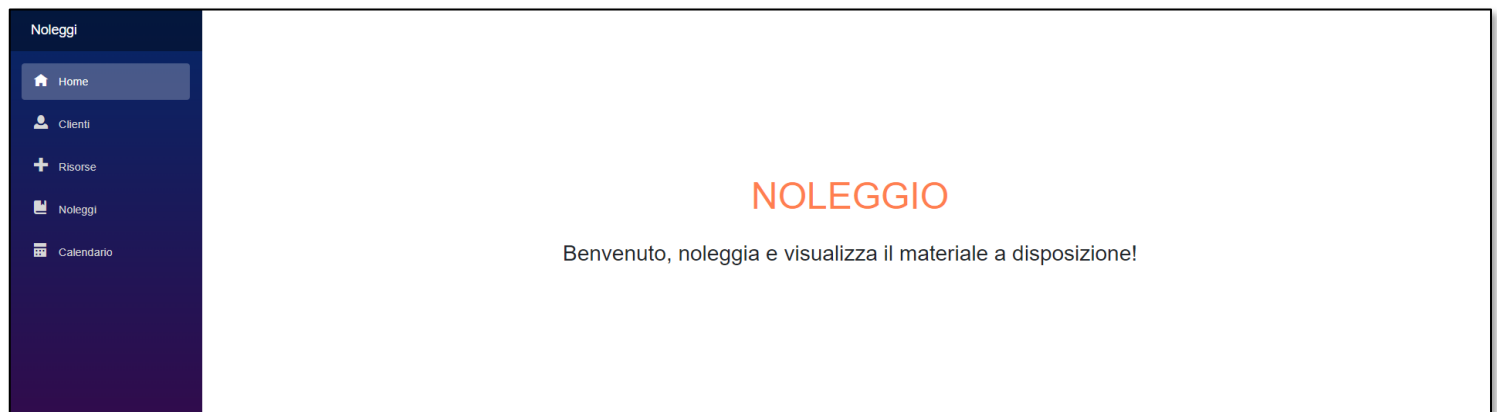 Noleggi
Home
Clienti
Risorse
Noleggi
Calendario
NOLEGGIO
Benvenuto, noleggia e visualizza il materiale a disposizione!